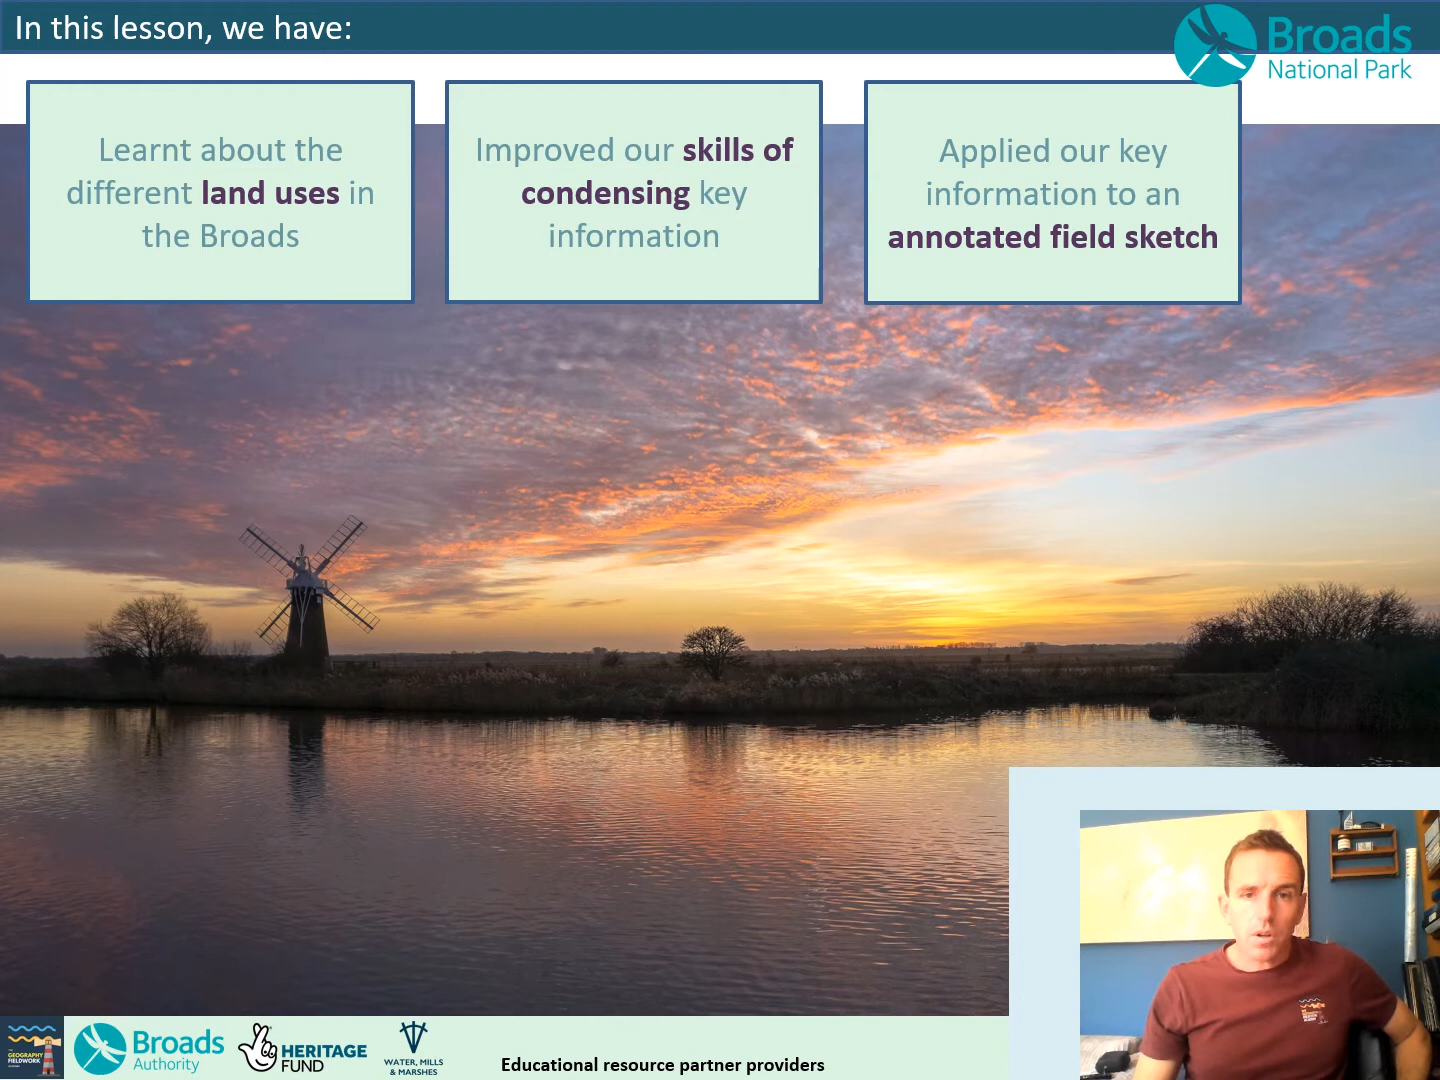 In this lesson, we have:
Broads
National Park
Learnt about the
different land uses in
the Broads
Improved our skills of
condensing key
information
Applied our key
information to an
annotated field sketch
GEOGRAPHY
FIELDWORK
Broads
Authority
HERITAGE
FUND
WATER, MILLS
& MARSHES
Educational resource partner providers